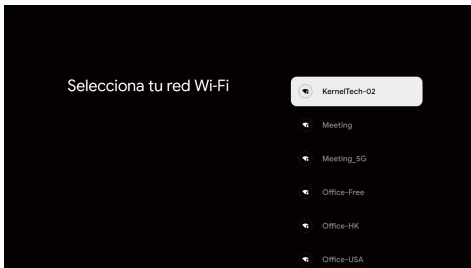 Selecciona tu red Wi-Fi
KernelTech-02
Meeting
Meeting_5G
Office-Free
Office-HK
Office-USA